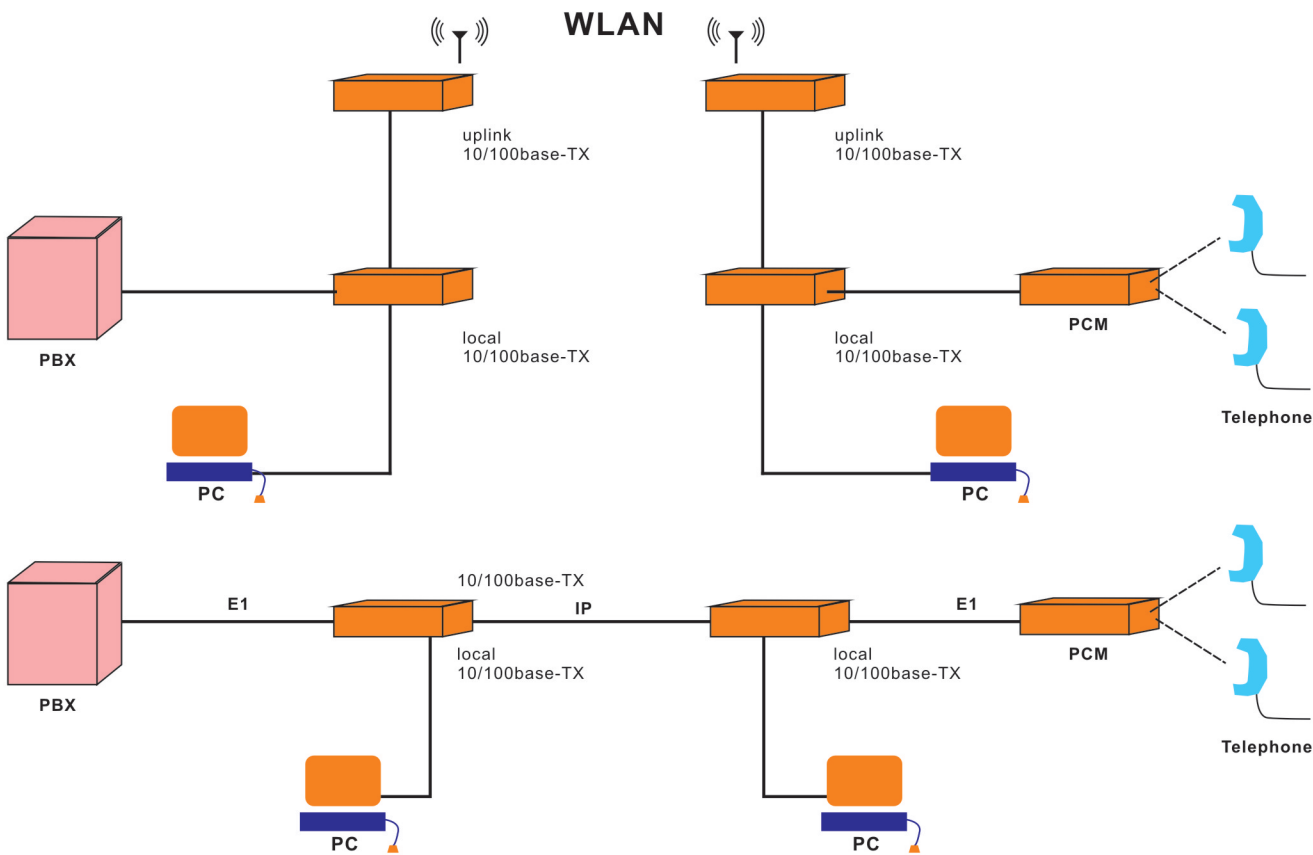 WLAN
uplink
10/100base-TX
uplink
10/100base-TX
PBX
local
10/100base-TX
local
10/100base-TX
PCM
Telephone
PC
PC
10/100base-TX
E1
IP
E1
local
10/100base-TX
local
10/100base-TX
PCM
PBX
Telephone
PC
PC